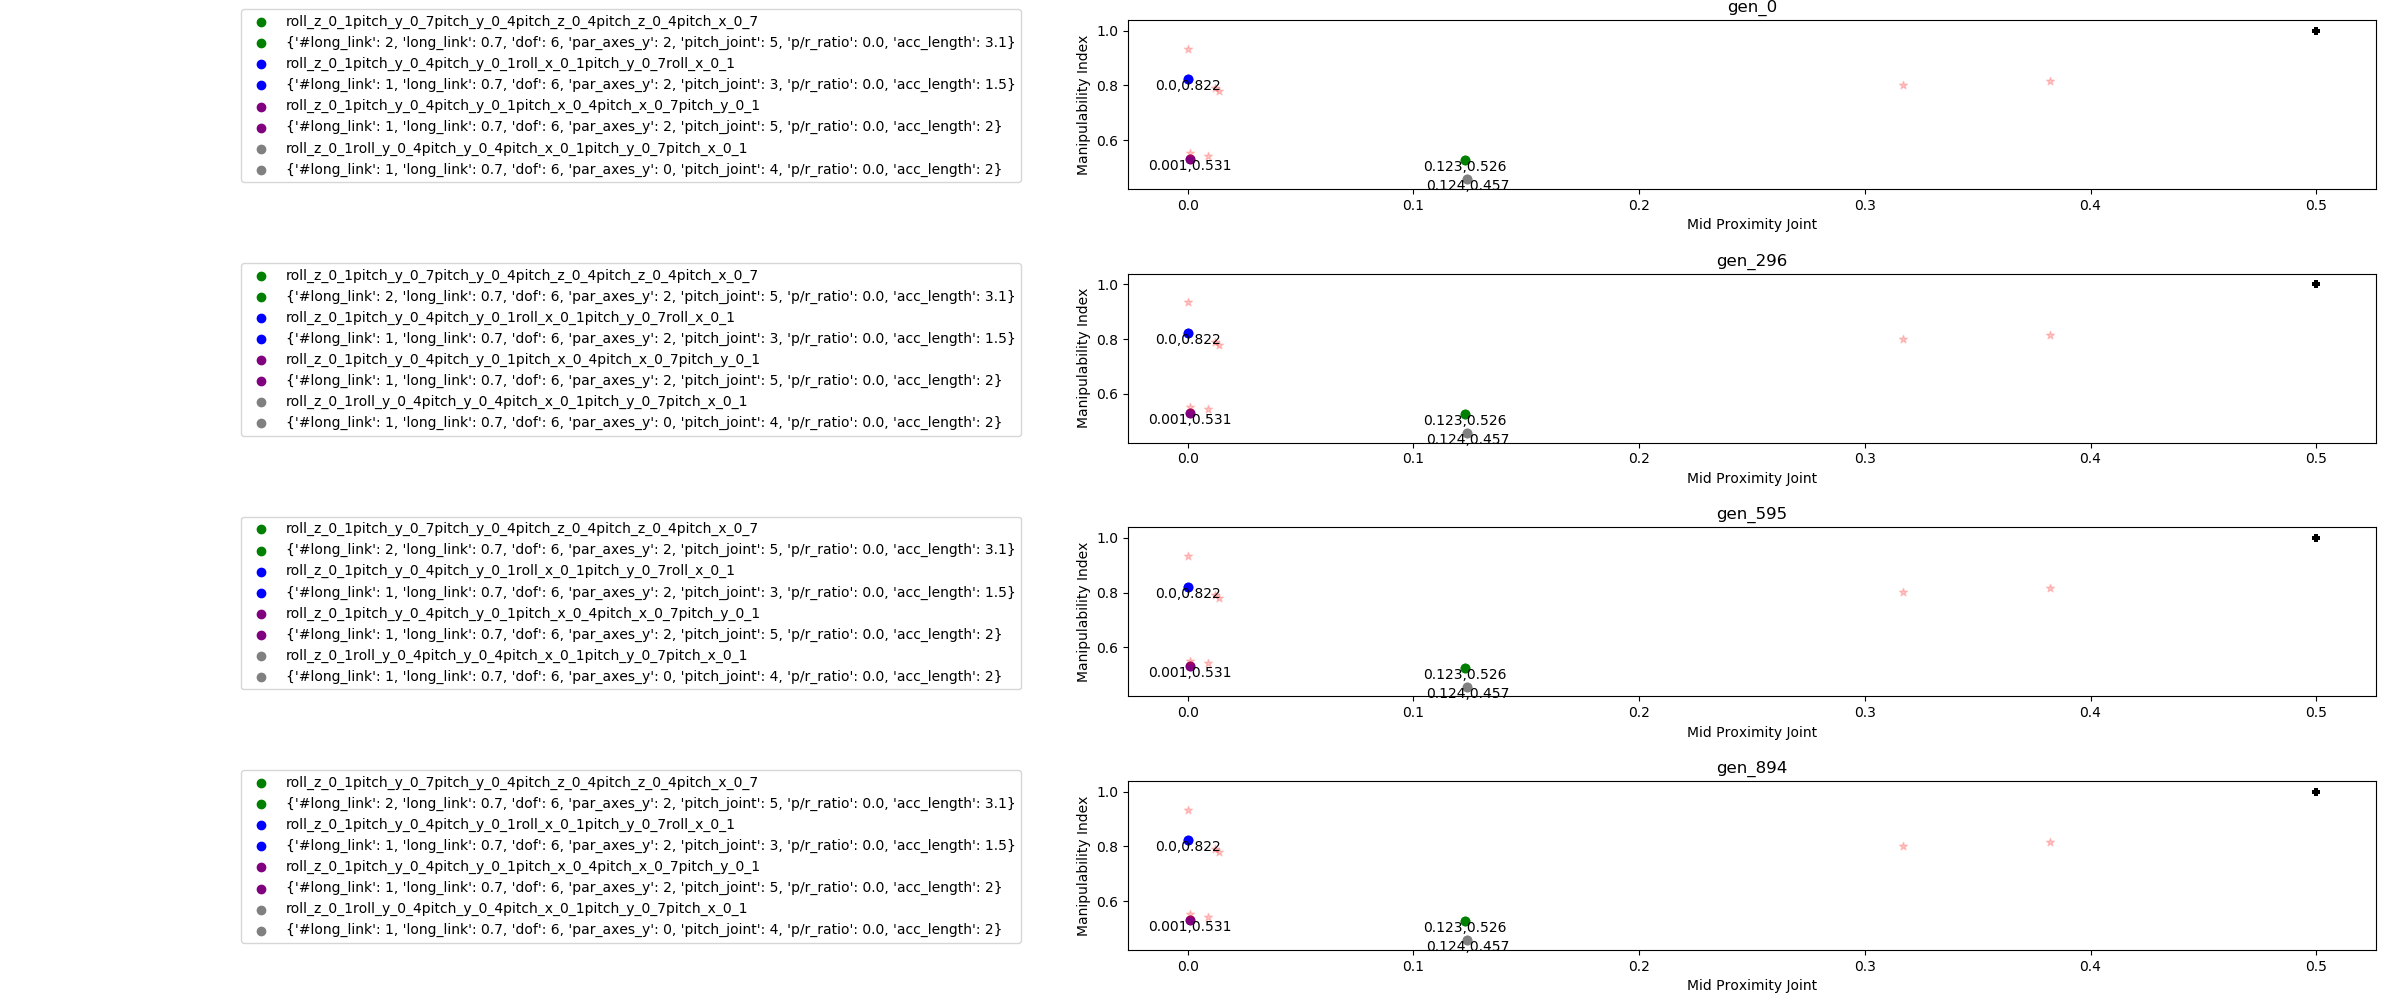 roll_z_0_1pitch_y_0_7pitch_y_0_4pitch_z_0_4pitch_z_0_4pitch_x_0_7
{'#long_link': 2, 'long_link': 0.7, 'dof': 6, 'par_axes_y': 2, 'pitch_joint': 5, 'p/r_ratio': 0.0, 'acc_length': 3.1}
roll_z_0_1pitch_y_0_4pitch_y_0_1roll_x_0_1pitch_y_0_7roll_x_0_1
{'#long_link': 1, 'long_link': 0.7, 'dof': 6, 'par_axes_y': 2, 'pitch_joint': 3, 'p/r_ratio': 0.0, 'acc_length': 1.5}
roll_z_0_1pitch_y_0_4pitch_y_0_1pitch_x_0_4pitch_x_0_7pitch_y_0_1
{'#long_link': 1, 'long_link': 0.7, 'dof': 6, 'par_axes_y': 2, 'pitch_joint': 5, 'p/r_ratio': 0.0, 'acc_length': 2}
roll_z_0_1roll_y_0_4pitch_y_0_4pitch_x_0_1pitch_y_0_7pitch_x_0_1
{'#long_link': 1, 'long_link': 0.7, 'dof': 6, 'par_axes_y': 0, 'pitch_joint': 4, 'p/r_ratio': 0.0, 'acc_length': 2}
gen_0
Manipulability Index
1.0
0.8
0.6
0.0,0.822
0.001,0.531
0.123,0.526
0.124,0.457
0.0 0.1 0.2 0.3 0.4 0.5
Mid Proximity Joint
roll_z_0_1pitch_y_0_7pitch_y_0_4pitch_z_0_4pitch_z_0_4pitch_x_0_7
{'#long_link': 2, 'long_link': 0.7, 'dof': 6, 'par_axes_y': 2, 'pitch_joint': 5, 'p/r_ratio': 0.0, 'acc_length': 3.1}
roll_z_0_1pitch_y_0_4pitch_y_0_1roll_x_0_1pitch_y_0_7roll_x_0_1
{'#long_link': 1, 'long_link': 0.7, 'dof': 6, 'par_axes_y': 2, 'pitch_joint': 3, 'p/r_ratio': 0.0, 'acc_length': 1.5}
roll_z_0_1pitch_y_0_4pitch_y_0_1pitch_x_0_4pitch_x_0_7pitch_y_0_1
{'#long_link': 1, 'long_link': 0.7, 'dof': 6, 'par_axes_y': 2, 'pitch_joint': 5, 'p/r_ratio': 0.0, 'acc_length': 2}
roll_z_0_1roll_y_0_4pitch_y_0_4pitch_x_0_1pitch_y_0_7pitch_x_0_1
{'#long_link': 1, 'long_link': 0.7, 'dof': 6, 'par_axes_y': 0, 'pitch_joint': 4, 'p/r_ratio': 0.0, 'acc_length': 2}
gen_296
Manipulability Index
1.0
0.8
0.6
0.0,0.822
0.001,0.531
0.123,0.526
0.124,0.457
0.0 0.1 0.2 0.3 0.4 0.5
Mid Proximity Joint
roll_z_0_1pitch_y_0_7pitch_y_0_4pitch_z_0_4pitch_z_0_4pitch_x_0_7
{'#long_link': 2, 'long_link': 0.7, 'dof': 6, 'par_axes_y': 2, 'pitch_joint': 5, 'p/r_ratio': 0.0, 'acc_length': 3.1}
roll_z_0_1pitch_y_0_4pitch_y_0_1roll_x_0_1pitch_y_0_7roll_x_0_1
{'#long_link': 1, 'long_link': 0.7, 'dof': 6, 'par_axes_y': 2, 'pitch_joint': 3, 'p/r_ratio': 0.0, 'acc_length': 1.5}
roll_z_0_1pitch_y_0_4pitch_y_0_1pitch_x_0_4pitch_x_0_7pitch_y_0_1
{'#long_link': 1, 'long_link': 0.7, 'dof': 6, 'par_axes_y': 2, 'pitch_joint': 5, 'p/r_ratio': 0.0, 'acc_length': 2}
roll_z_0_1roll_y_0_4pitch_y_0_4pitch_x_0_1pitch_y_0_7pitch_x_0_1
{'#long_link': 1, 'long_link': 0.7, 'dof': 6, 'par_axes_y': 0, 'pitch_joint': 4, 'p/r_ratio': 0.0, 'acc_length': 2}
gen_595
Manipulability Index
1.0
0.8
0.6
0.0,0.822
0.001,0.531
0.123,0.526
0.124,0.457
0.0 0.1 0.2 0.3 0.4 0.5
Mid Proximity Joint
roll_z_0_1pitch_y_0_7pitch_y_0_4pitch_z_0_4pitch_z_0_4pitch_x_0_7
{'#long_link': 2, 'long_link': 0.7, 'dof': 6, 'par_axes_y': 2, 'pitch_joint': 5, 'p/r_ratio': 0.0, 'acc_length': 3.1}
roll_z_0_1pitch_y_0_4pitch_y_0_1roll_x_0_1pitch_y_0_7roll_x_0_1
{'#long_link': 1, 'long_link': 0.7, 'dof': 6, 'par_axes_y': 2, 'pitch_joint': 3, 'p/r_ratio': 0.0, 'acc_length': 1.5}
roll_z_0_1pitch_y_0_4pitch_y_0_1pitch_x_0_4pitch_x_0_7pitch_y_0_1
{'#long_link': 1, 'long_link': 0.7, 'dof': 6, 'par_axes_y': 2, 'pitch_joint': 5, 'p/r_ratio': 0.0, 'acc_length': 2}
roll_z_0_1roll_y_0_4pitch_y_0_4pitch_x_0_1pitch_y_0_7pitch_x_0_1
{'#long_link': 1, 'long_link': 0.7, 'dof': 6, 'par_axes_y': 0, 'pitch_joint': 4, 'p/r_ratio': 0.0, 'acc_length': 2}
gen_894
Manipulability Index
1.0
0.8
0.6
0.0,0.822
0.001,0.531
0.123,0.526
0.124,0.457
0.0 0.1 0.2 0.3 0.4 0.5
Mid Proximity Joint